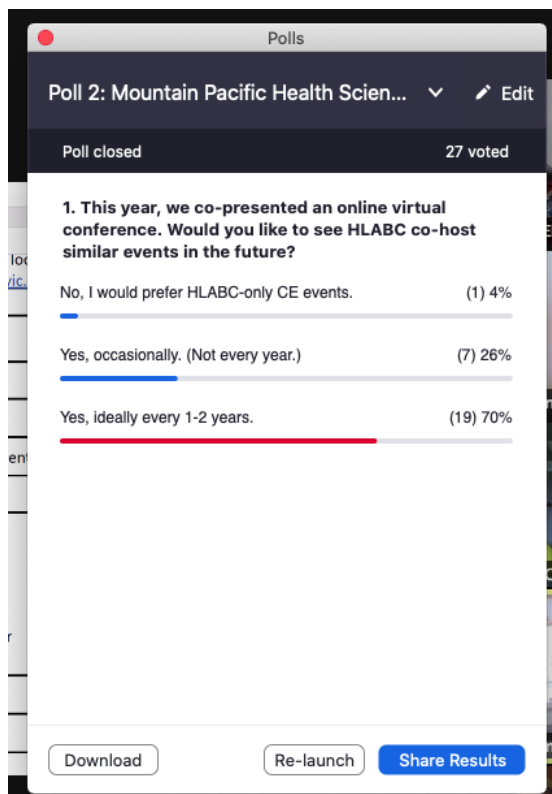 Polls
Poll 2: Mountain Pacific Health Scien...
Edit
Poll closed
27 voted
1. This year, we co-presented an online virtual
conference. Would you like to see HLABC co-host
similar events in the future?
No, I would prefer HLABC-only CE events.
(1) 4%
Yes, occasionally. (Not every year.)
(7) 26%
Yes, ideally every 1-2 years.
(19) 70%
Download
Re-launch
Share Results